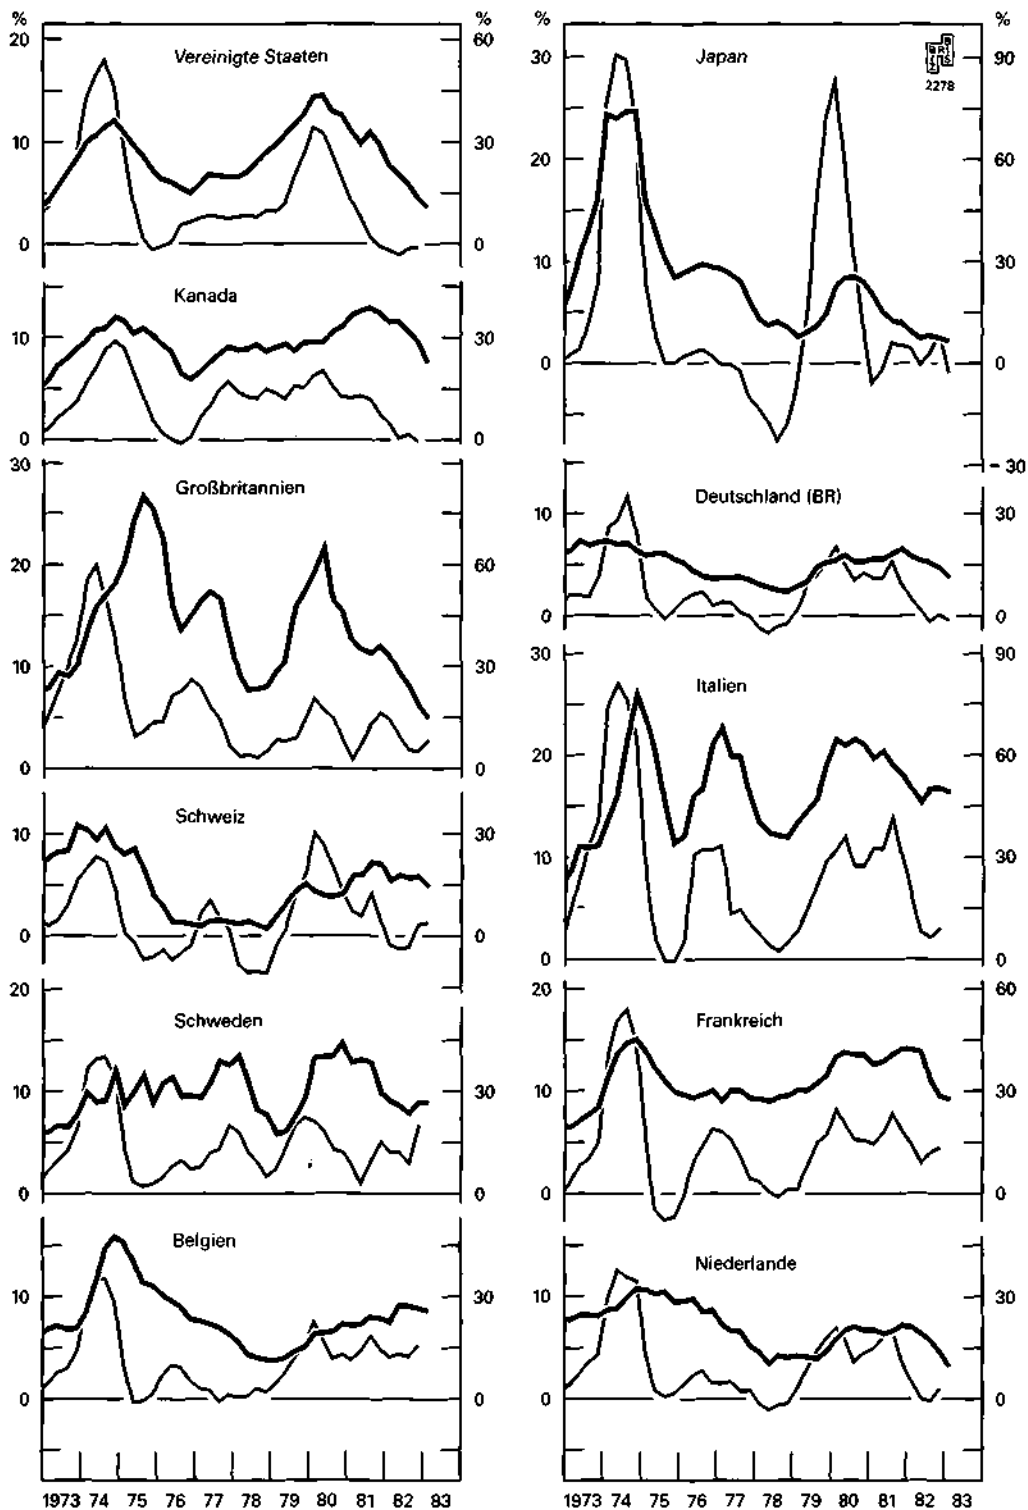 % % % %
20 60 30 90
Vereinigte Staaten Japan
BRI
BIZ
BIS
2278
10 30 20 60
0 0 10 30
Kanada
10 30 0 0
0 0 -30
30
Großbritannien Deutschland (BR)
10 30
20 60
0 0
10 30 30 90
Italien
0 0 20 60
Schweiz
10 30 10 30
0 0 0 0
20 20 60
Schweden Frankreich
10 30 10 30
0 0 0 0
Belgien Niederlande
10 30 10 30
0 0 0 0
1973 74 75 76 77 78 79 80 81 82 83 1973 74 75 76 77 78 79 80 81 82 83